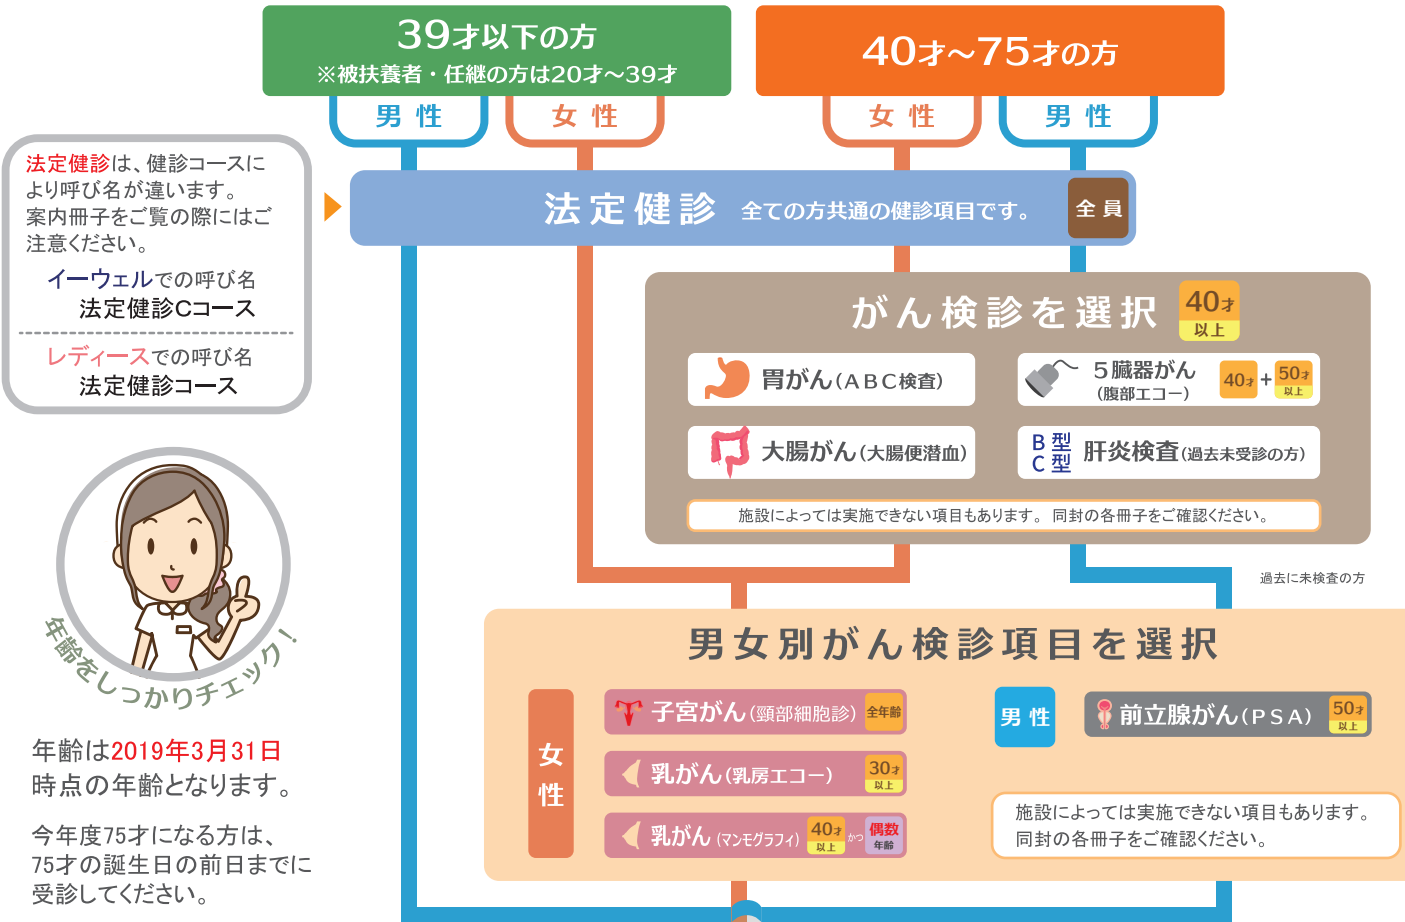 39才以下の方
※被扶養者・任継の方は20才～39才
男性
女性
40才～75才の方
女性
男性
法定健診は、健診コースに
より呼び名が違います。
案内冊子をご覧の際にはご
注意ください。
イーウェルでの呼び名
法定健診Cコース
レディースでの呼び名
法定健診コース
法定健診 全ての方共通の健診項目です。 全員
がん検診を選択 40才以上
胃がん(ABC検査)
5臓器がん
(腹部エコー)
40才+50才以上
大腸がん(大腸便潜血)
B型
C型
肝炎検査(過去未受診の方)
施設によっては実施できない項目もあります。 同封の各冊子をご確認ください。
過去に未検査の方
年齢をしっかりチェック!
男女別がん検診項目を選択
女性
子宮がん(頸部細胞診) 全年齢
乳がん(乳房エコー) 30才以上
乳がん(マンモグラフィ) 40才以上 かつ 偶数年齢
男性
前立腺がん(PSA) 50才以上
施設によっては実施できない項目もあります。
同封の各冊子をご確認ください。
年齢は2019年3月31日
時点の年齢となります。
今年度75才になる方は、
75才の誕生日の前日までに
受診してください。